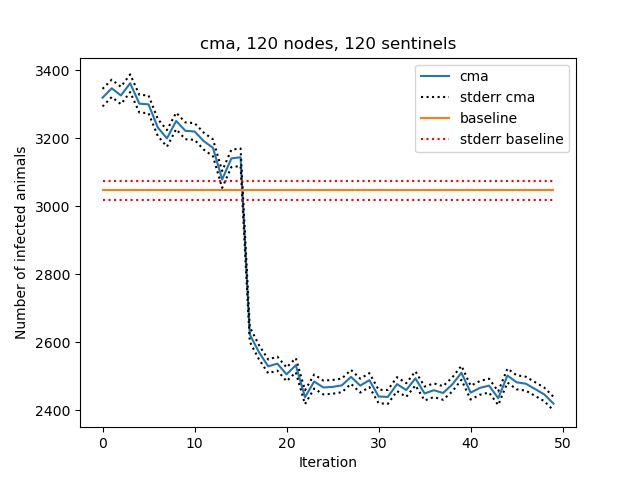 cma, 120 nodes, 120 sentinels
3400
3200
3000
2800
2600
2400
Number of infected animals
cma
stderr cma
baseline
stderr baseline
0 10 20 30 40 50
Iteration